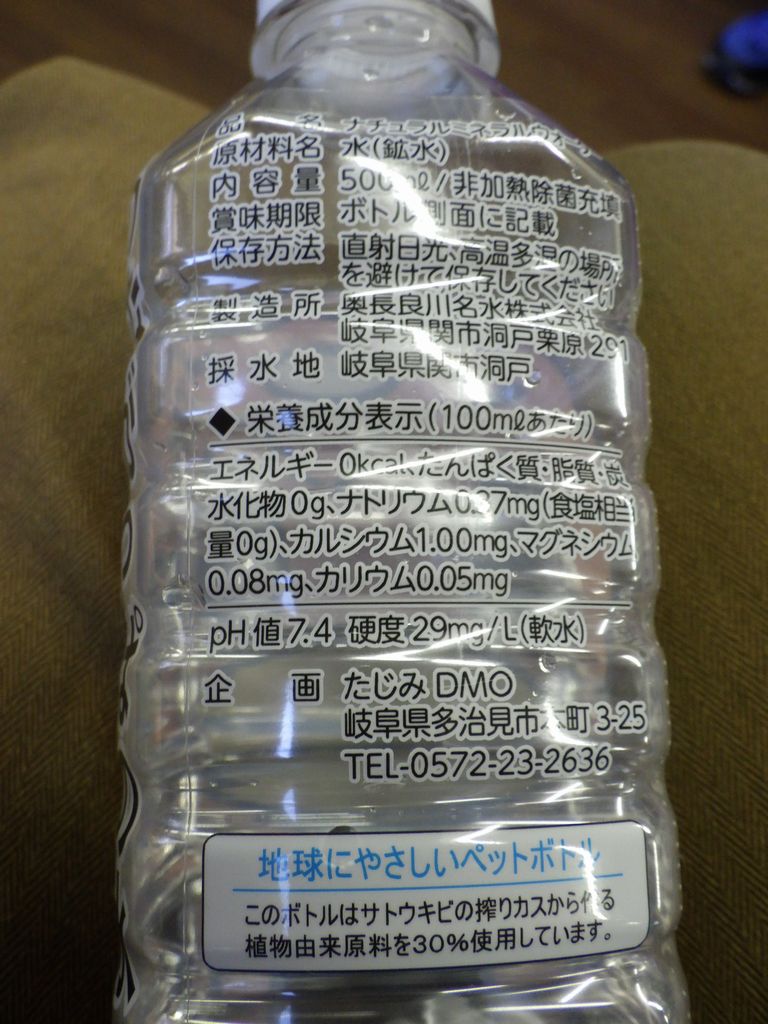 品名 ナチュラルミネラルウォーター
原材料名 水(鉱水)
内容量 500mℓ/非加熱除菌充填
賞味期限 ボトル側面に記載
保存方法 直射日光、高温多湿の場所
を避けて保存してください
製造所 奥長良川名水株式会社
岐阜県関市洞戸栗原291
採水地 岐阜県関市洞戸
◆ 栄養成分表示(100mℓあたり)
エネルギー0kcal、たんぱく質・脂質・炭
水化物0g、ナトリウム0.37mg(食塩相当
量0g)、カルシウム1.00mg、マグネシウム
0.08mg、カリウム0.05mg
pH値7.4 硬度29mg/L(軟水)
企画 たじみDMO
岐阜県多治見市本町3-25
TEL-0572-23-2636
地球にやさしいペットボトル
このボトルはサトウキビの搾りカスから作る
植物由来原料を30%使用しています。